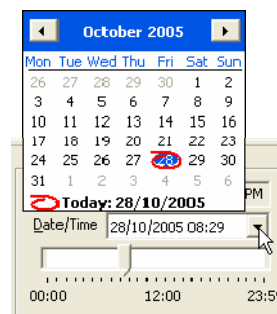 October 2005
Mon Tue Wed Thu Fri Sat Sun
26 27 28 29 30 1 2
3 4 5 6 7 8 9
10 11 12 13 14 15 16
17 18 19 20 21 22 23
24 25 26 27 28 29 30
31 1 2 3 4 5 6
Today: 28/10/2005
PM
Date/Time 28/10/2005 08:29
00:00 12:00 23:59